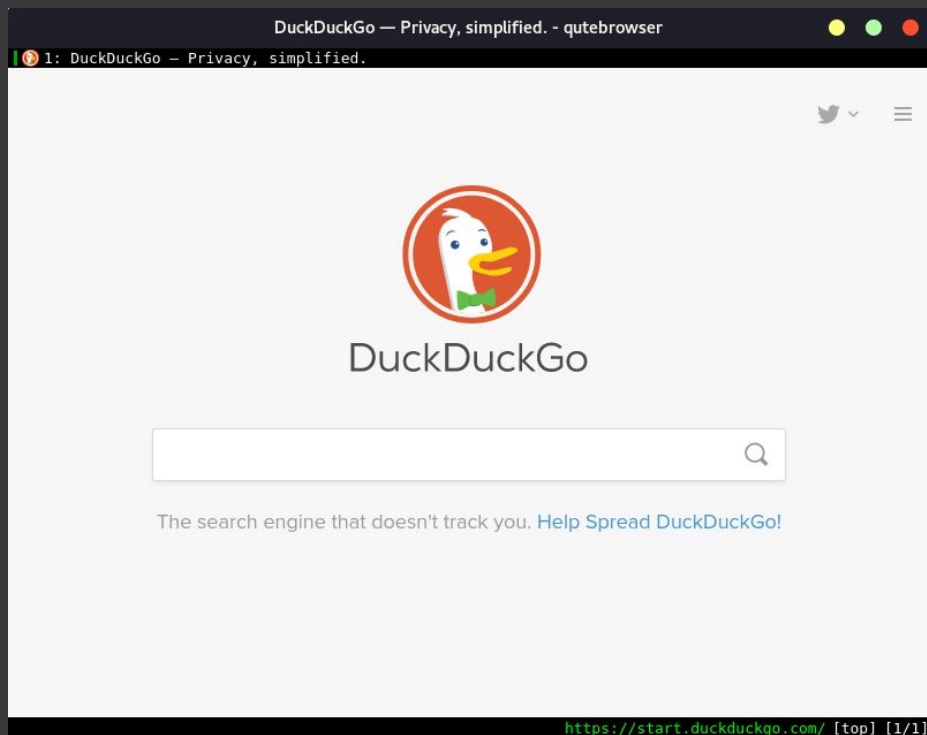 DuckDuckGo — Privacy, simplified. - qutebrowser
1: DuckDuckGo — Privacy, simplified.
DuckDuckGo
The search engine that doesn't track you. Help Spread DuckDuckGo!
https://start.duckduckgo.com/ [top] [1/1]